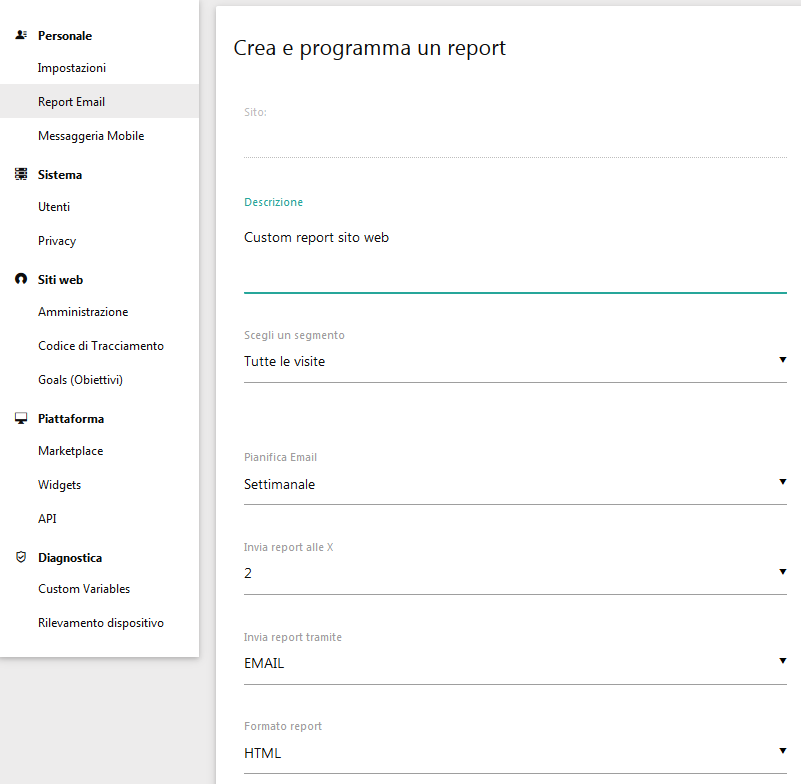 Personale
Impostazioni
Report Email
Messaggeria Mobile
Sistema
Utenti
Privacy
Siti web
Amministrazione
Codice di Tracciamento
Goals (Obiettivi)
Piattaforma
Marketplace
Widgets
API
Diagnostica
Custom Variables
Rilevamento dispositivo
Crea e programma un report
Sito:
Descrizione
Custom report sito web
Scegli un segmento
Tutte le visite
Pianifica Email
Settimanale
Invia report alle X
2
Invia report tramite
EMAIL
Formato report
HTML